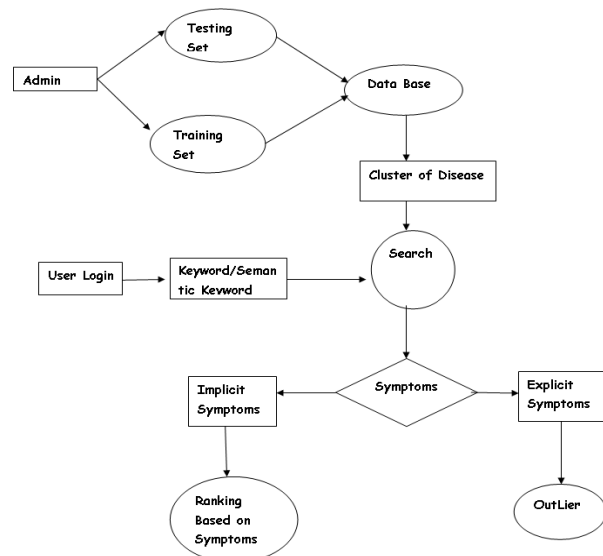 Testing
Set
Admin
Data Base
Training
Set
Cluster of Disease
Search
User Login
Keyword/Seman
tic Keyword
Symptoms
Implicit
Symptoms
Explicit
Symptoms
Ranking
Based on
Symptoms
OutLier